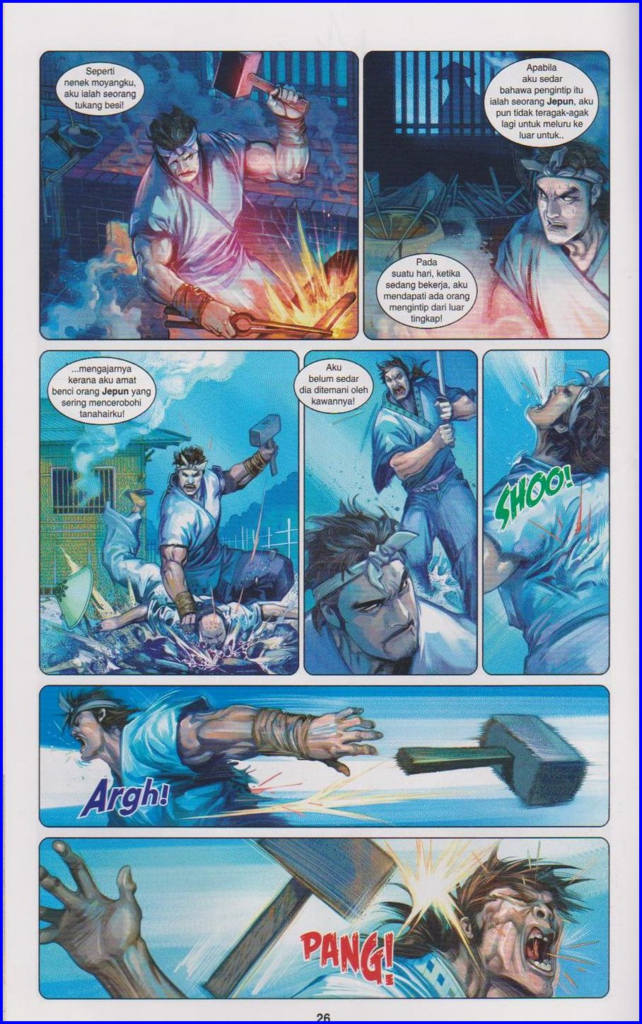 Seperti
nenek moyangku,
aku ialah seorang
tukang besi!
Apabila
aku sedar
bahawa pengintip itu
ialah seorang Jepun, aku
pun tidak teragak-agak
lagi untuk meluru ke
luar untuk..
Pada
suatu hari, ketika
sedang bekerja, aku
mendapati ada orang
mengintip dari luar
tingkap!
...mengajarnya
kerana aku amat
benci orang Jepun yang
sering mencerobohi
tanahairku!
Aku
belum sedar
dia ditemani oleh
kawannya!
SHOO!
Argh!
PANG!
26